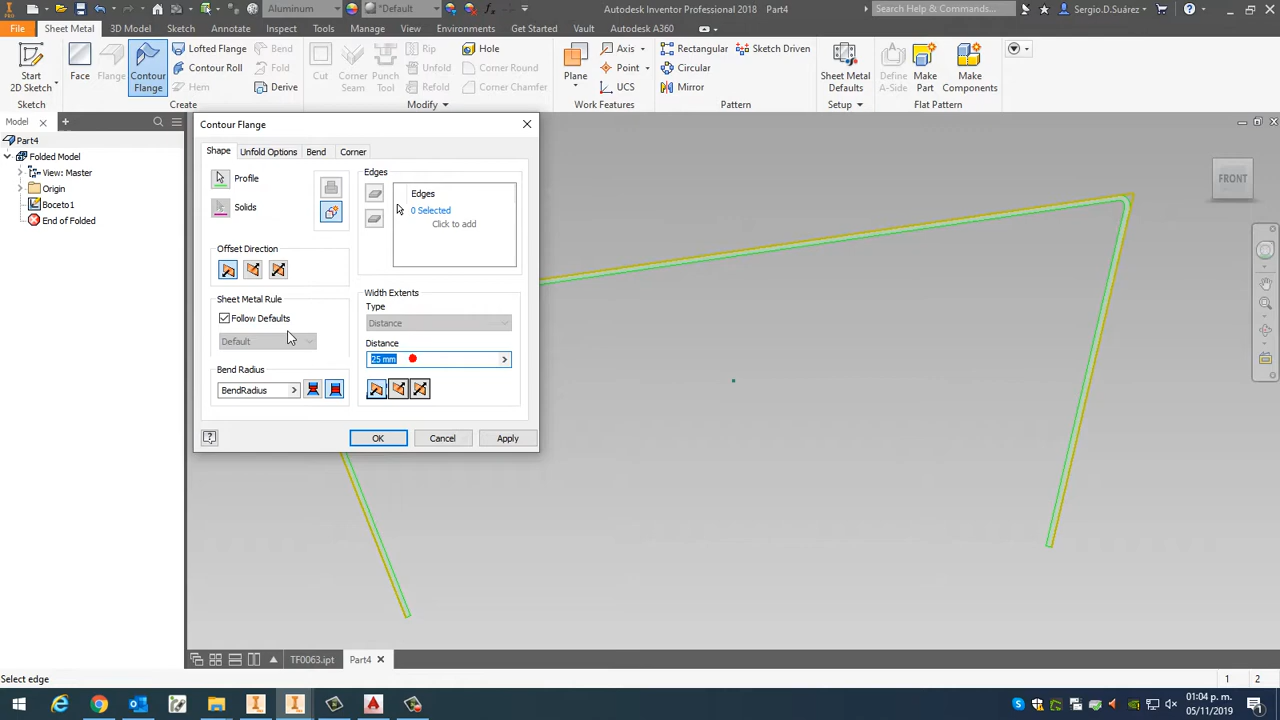 Aluminum
*Default
Autodesk Inventor Professional 2018 Part4
Search Help & Commands...
Sergio.D.Suárez
File Sheet Metal 3D Model Sketch Annotate Inspect Tools Manage View Environments Get Started Vault Autodesk A360
Start
2D Sketch
Face
Flange
Contour
Flange
Lofted Flange
Contour Roll
Hem
Bend
Fold
Derive
Cut
Corner
Seam
Punch
Tool
Rip
Unfold
Refold
Hole
Corner Round
Corner Chamfer
Plane
Axis
Point
UCS
Rectangular
Circular
Mirror
Sketch Driven
Sheet Metal
Defaults
Define
A-Side
Make
Part
Make
Components
Sketch Create Modify Work Features Pattern Setup Flat Pattern
Model
Part4
Folded Model
View: Master
Origin
Boceto1
End of Folded
Contour Flange
Shape Unfold Options Bend Corner
Profile
Solids
Offset Direction
Sheet Metal Rule
Follow Defaults
Default
Bend Radius
BendRadius
Edges
Edges
0 Selected
Click to add
Width Extents
Type
Distance
Distance
25 mm
OK Cancel Apply
FRONT
TF0063.ipt Part4
Select edge
1 2
01:04 p. m.
05/11/2019
1